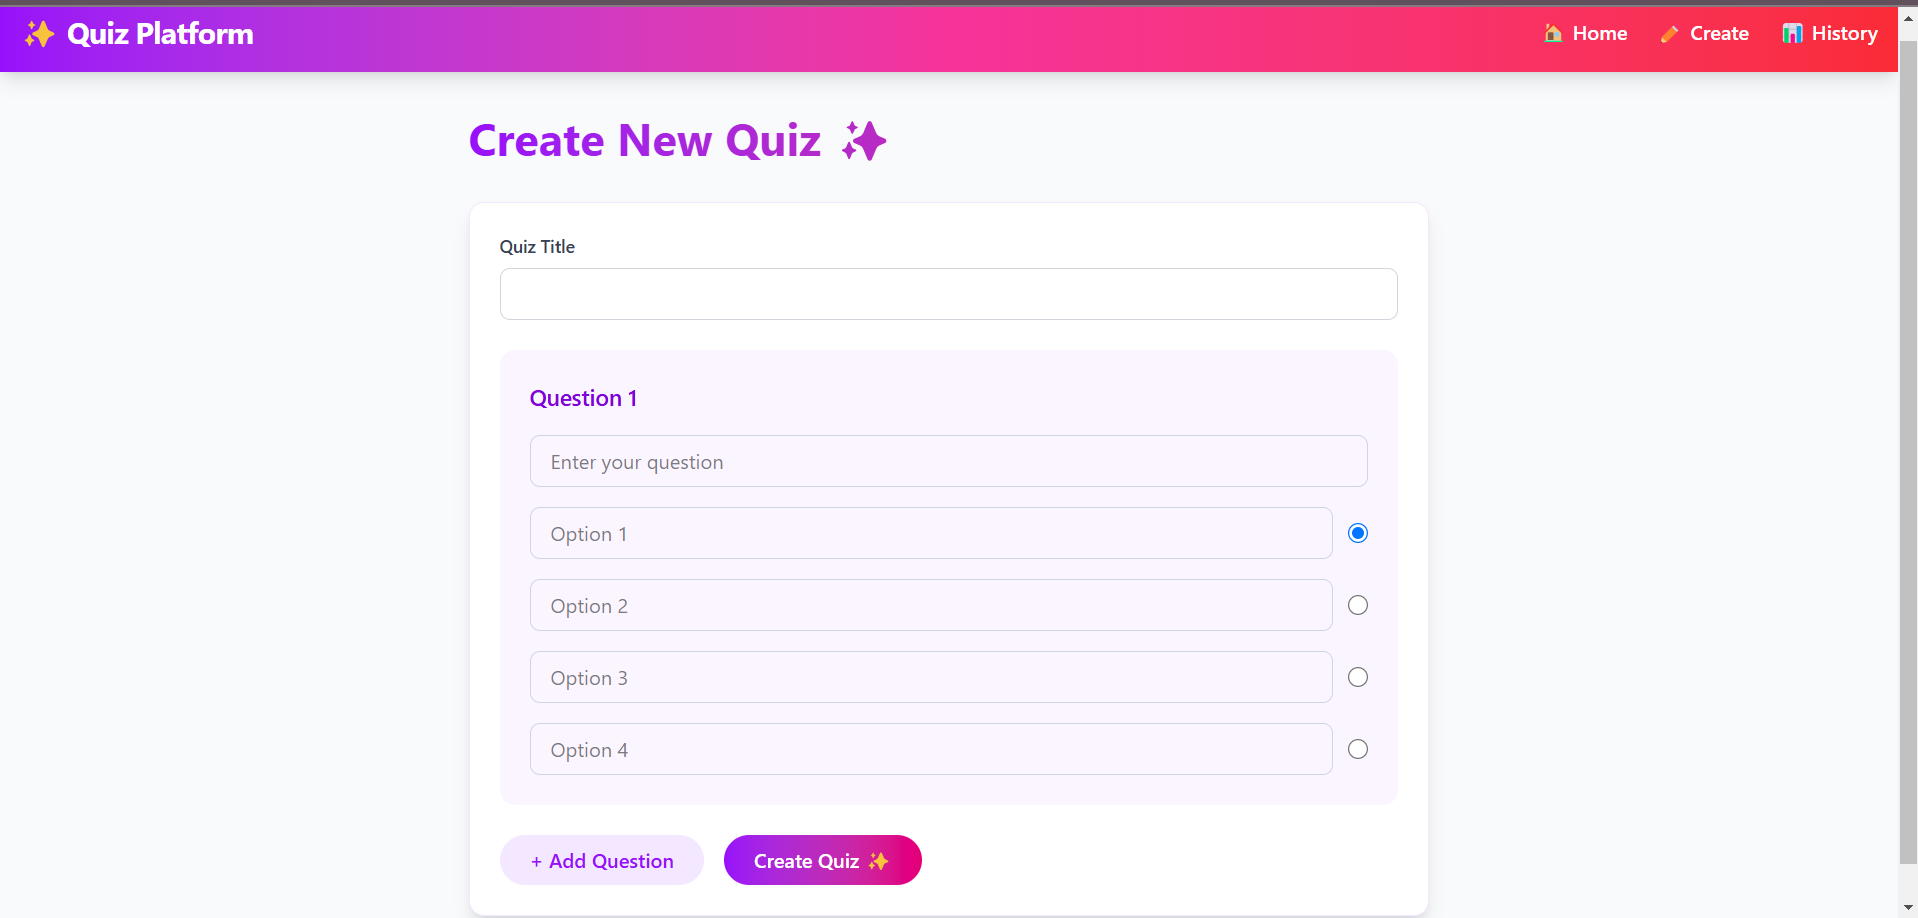 ✨ Quiz Platform
🏠 Home ✏️ Create 📊 History
Create New Quiz ✨
Quiz Title
Question 1
Enter your question
Option 1
Option 2
Option 3
Option 4
+ Add Question
Create Quiz ✨